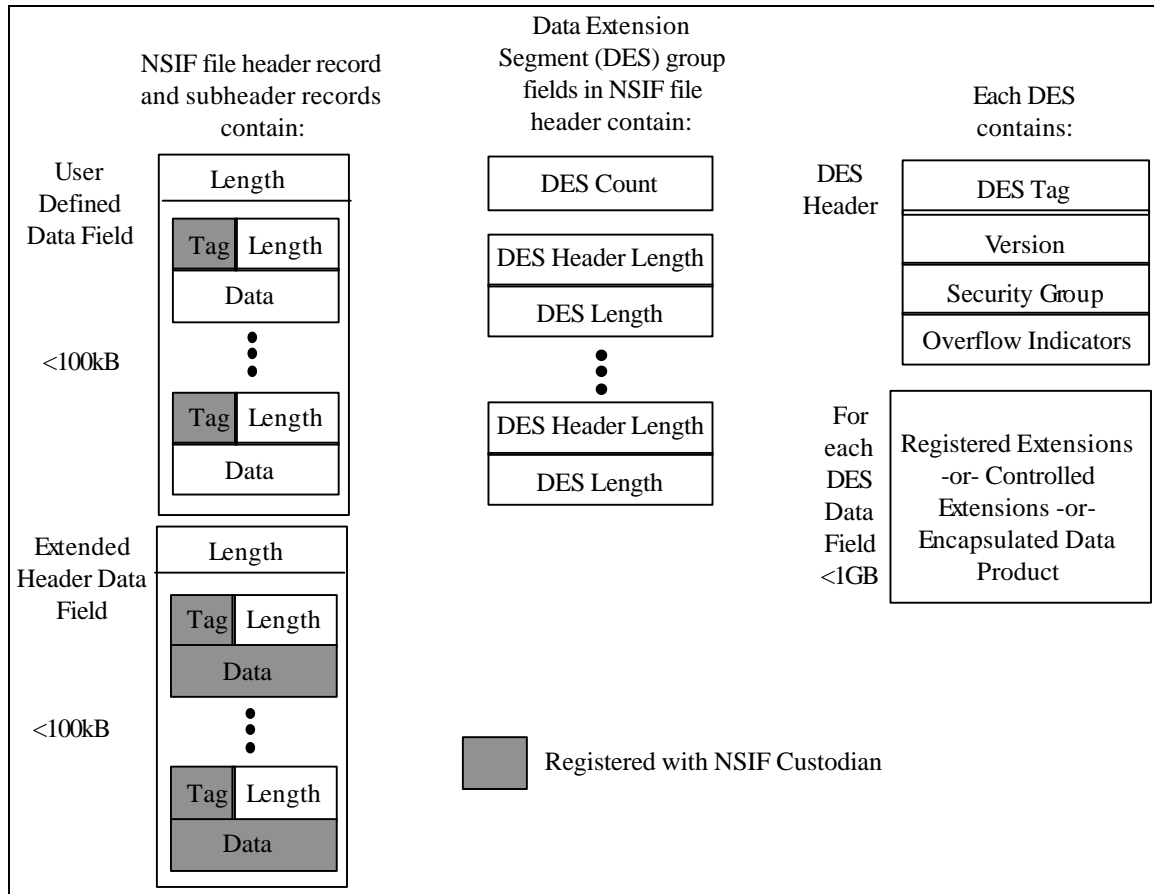 NSIF file header record
and subheader records
contain:
User
Defined
Data Field
<100kB
Length
Tag
Length
Data
Tag
Length
Data
Extended
Header Data
Field
<100kB
Length
Tag
Length
Data
Tag
Length
Data
Data Extension
Segment (DES) group
fields in NSIF file
header contain:
DES Count
DES Header Length
DES Length
DES Header Length
DES Length
Each DES
contains:
DES
Header
DES Tag
Version
Security Group
Overflow Indicators
For
each
DES
Data
Field
<1GB
Registered Extensions
-or- Controlled
Extensions -or-
Encapsulated Data
Product
Registered with NSIF Custodian